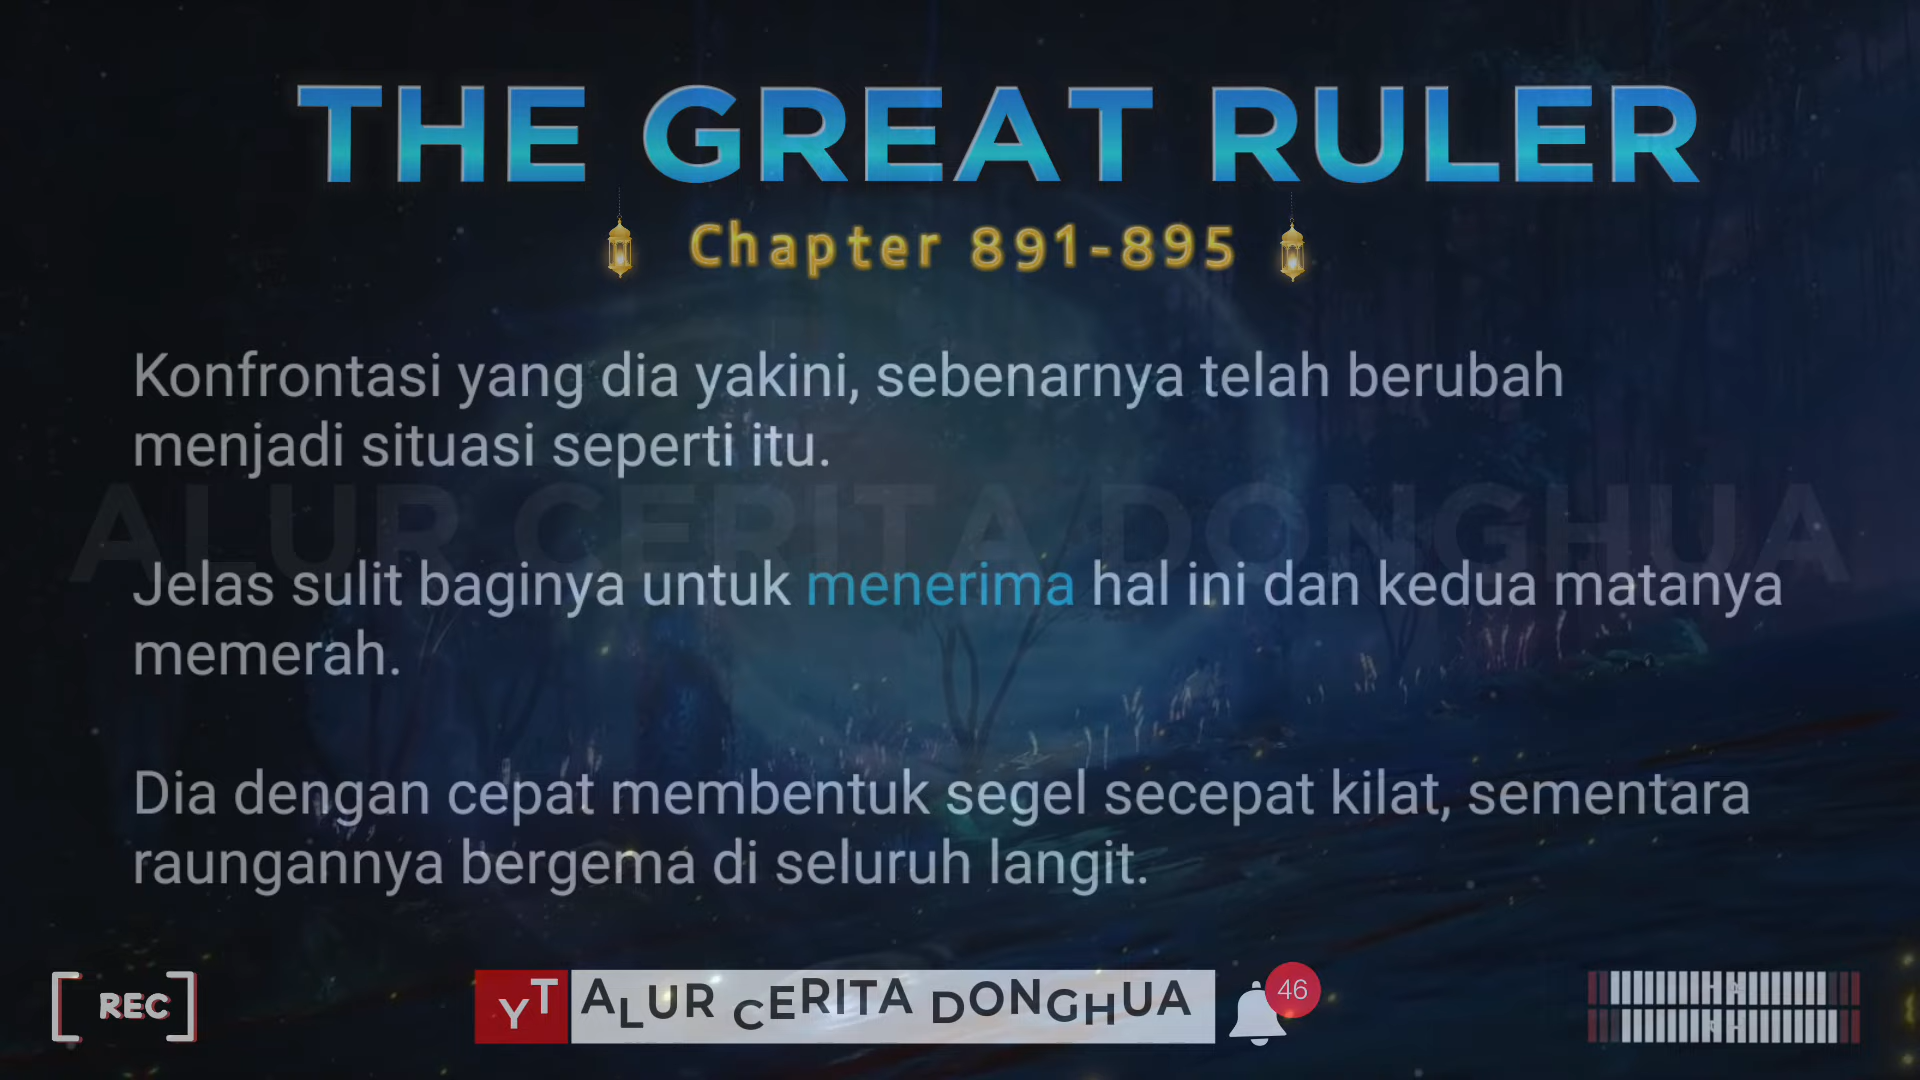 THE GREAT RULER
Chapter 891-895
Konfrontasi yang dia yakini, sebenarnya telah berubah
menjadi situasi seperti itu.
ALUR CERITA DONGHUA
Jelas sulit baginya untuk menerima hal ini dan kedua matanya
memerah.
Dia dengan cepat membentuk segel secepat kilat, sementara
raungannya bergema di seluruh langit.
REC
YT ALUR CERITA DONGHUA
46